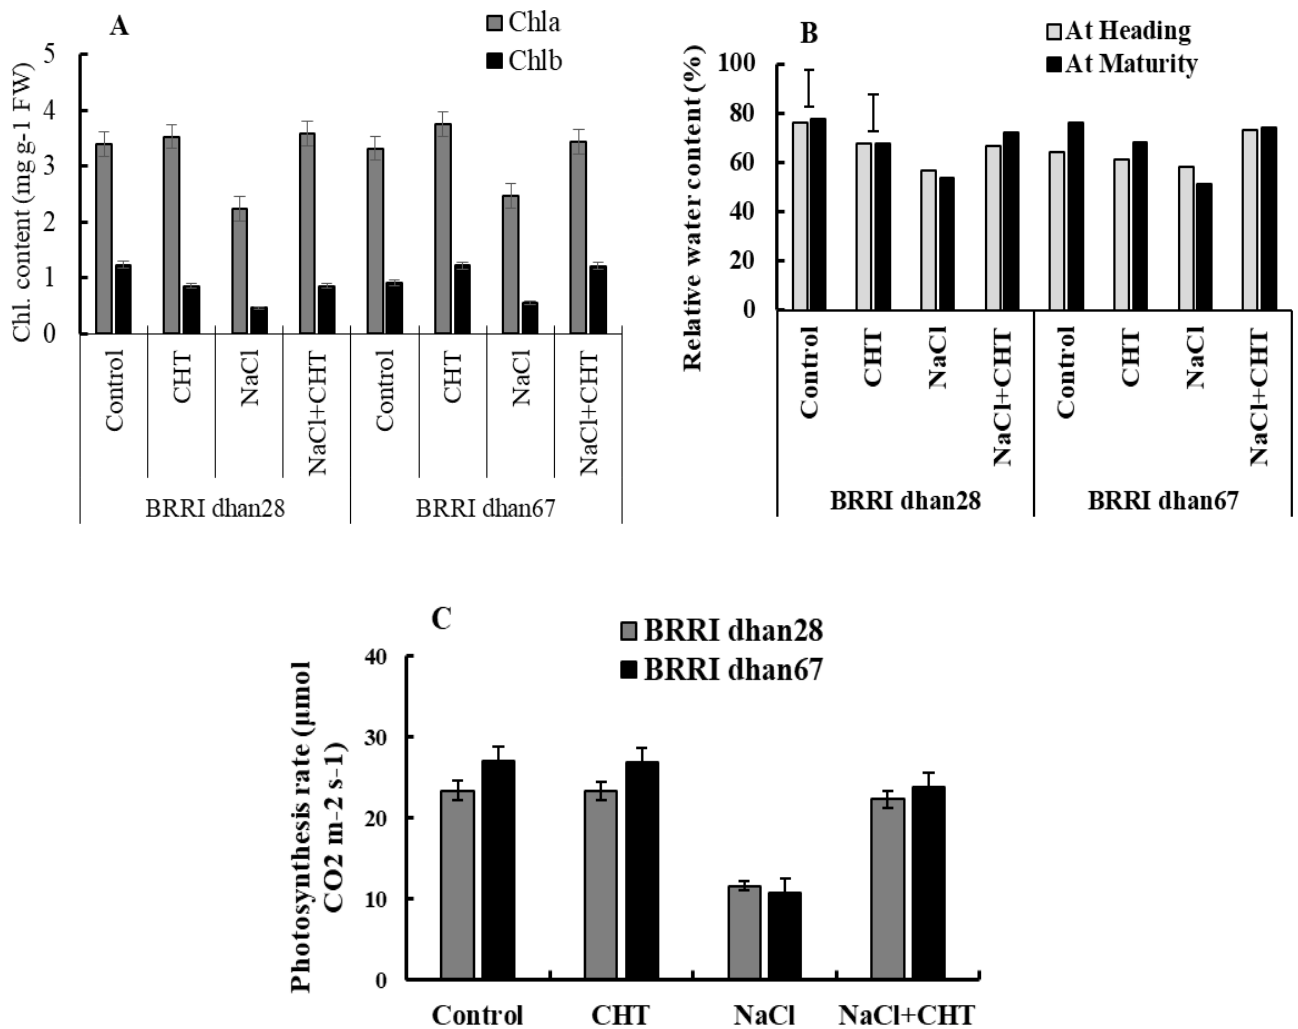 A
Chla
Chlb
Chl. content (mg g-1 FW)
5
4
3
2
1
0
Control
CHT
NaCl
NaCl+CHT
Control
CHT
NaCl
NaCl+CHT
BRRI dhan28
BRRI dhan67
B
At Heading
At Maturity
Relative water content (%)
100
80
60
40
20
0
Control
CHT
NaCl
NaCl+CHT
Control
CHT
NaCl
NaCl+CHT
BRRI dhan28
BRRI dhan67
C
BRRI dhan28
BRRI dhan67
Photosynthesis rate (µmol
CO2 m-2 s-1)
40
30
20
10
0
Control
CHT
NaCl
NaCl+CHT